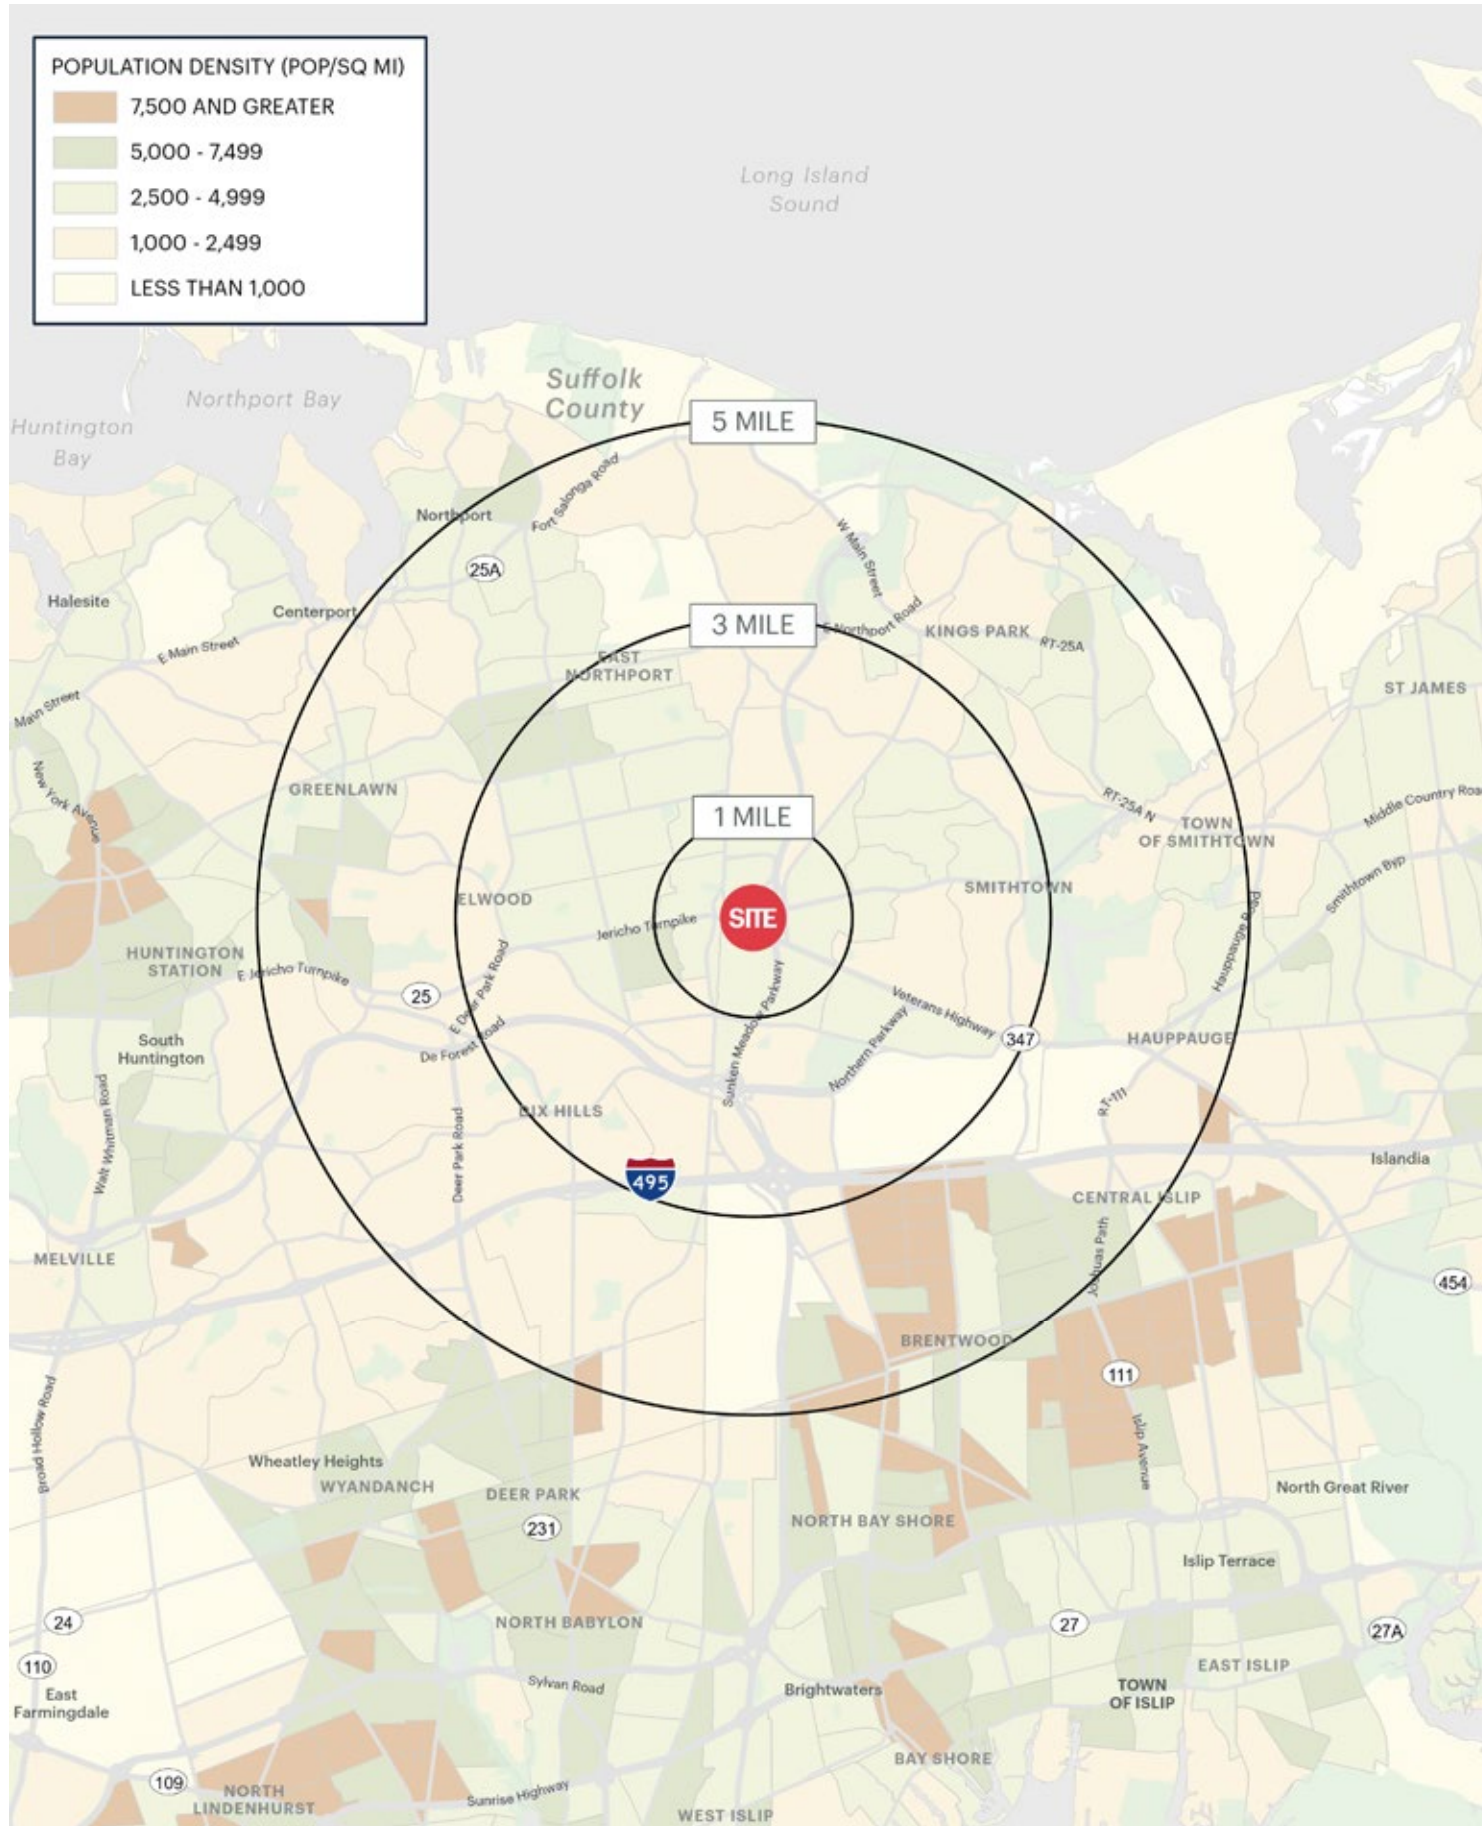 POPULATION DENSITY (POP/SQ MI)
7,500 AND GREATER
5,000 - 7,499
2,500 - 4,999
1,000 - 2,499
LESS THAN 1,000
Long Island
Sound
Suffolk
County
Northport Bay
Huntington
Bay
5 MILE
Fort Salonga Road
Northport
W Main Street
25A
Halesite
Centerport
3 MILE
E Northport Road
KINGS PARK
RT-25A
E Main Street
EAST
NORTHPORT
ST JAMES
Main Street
New York Avenue
GREENLAWN
1 MILE
RT-25A N
Middle Country Roa
TOWN
OF SMITHTOWN
ELWOOD
SMITHTOWN
Smithtown Byp
SITE
Jericho Turnpike
HUNTINGTON
STATION
E Jericho Turnpike
Hauppauge Road
25
E Deer Park Road
Sunken Meadow Parkway
Veterans Highway
Northern Parkway
347
HAUPPAUGE
South
Huntington
De Forest Road
DIX HILLS
RT-111
Walt Whitman Road
Deer Park Road
495
Islandia
CENTRAL ISLIP
Joshuas Path
MELVILLE
454
BRENTWOOD
111
Broad Hollow Road
Islip Avenue
Wheatley Heights
WYANDANCH
DEER PARK
North Great River
231
NORTH BAY SHORE
Islip Terrace
24
NORTH BABYLON
27
27A
110
EAST ISLIP
East
Farmingdale
Sylvan Road
Brightwaters
TOWN
OF ISLIP
BAY SHORE
109
NORTH
LINDENHURST
Sunrise Highway
WEST ISLIP